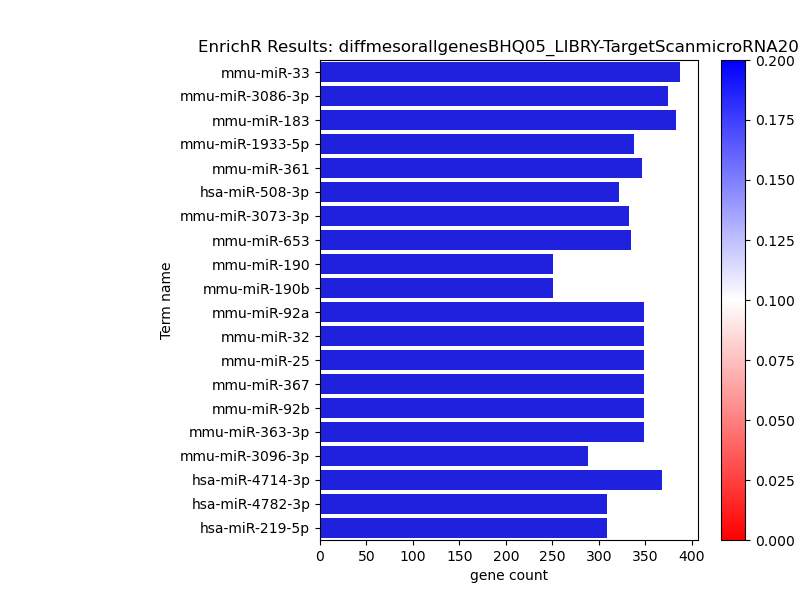 EnrichR Results: diffmesorallgenesBHQ05_LIBRY-TargetScanmicroRNA20
mmu-miR-33
mmu-miR-3086-3p
mmu-miR-183
mmu-miR-1933-5p
mmu-miR-361
hsa-miR-508-3p
mmu-miR-3073-3p
mmu-miR-653
mmu-miR-190
mmu-miR-190b
mmu-miR-92a
mmu-miR-32
mmu-miR-25
mmu-miR-367
mmu-miR-92b
mmu-miR-363-3p
mmu-miR-3096-3p
hsa-miR-4714-3p
hsa-miR-4782-3p
hsa-miR-219-5p
Term name
0 50 100 150 200 250 300 350 400
gene count
0.200
0.175
0.150
0.125
0.100
0.075
0.050
0.025
0.000